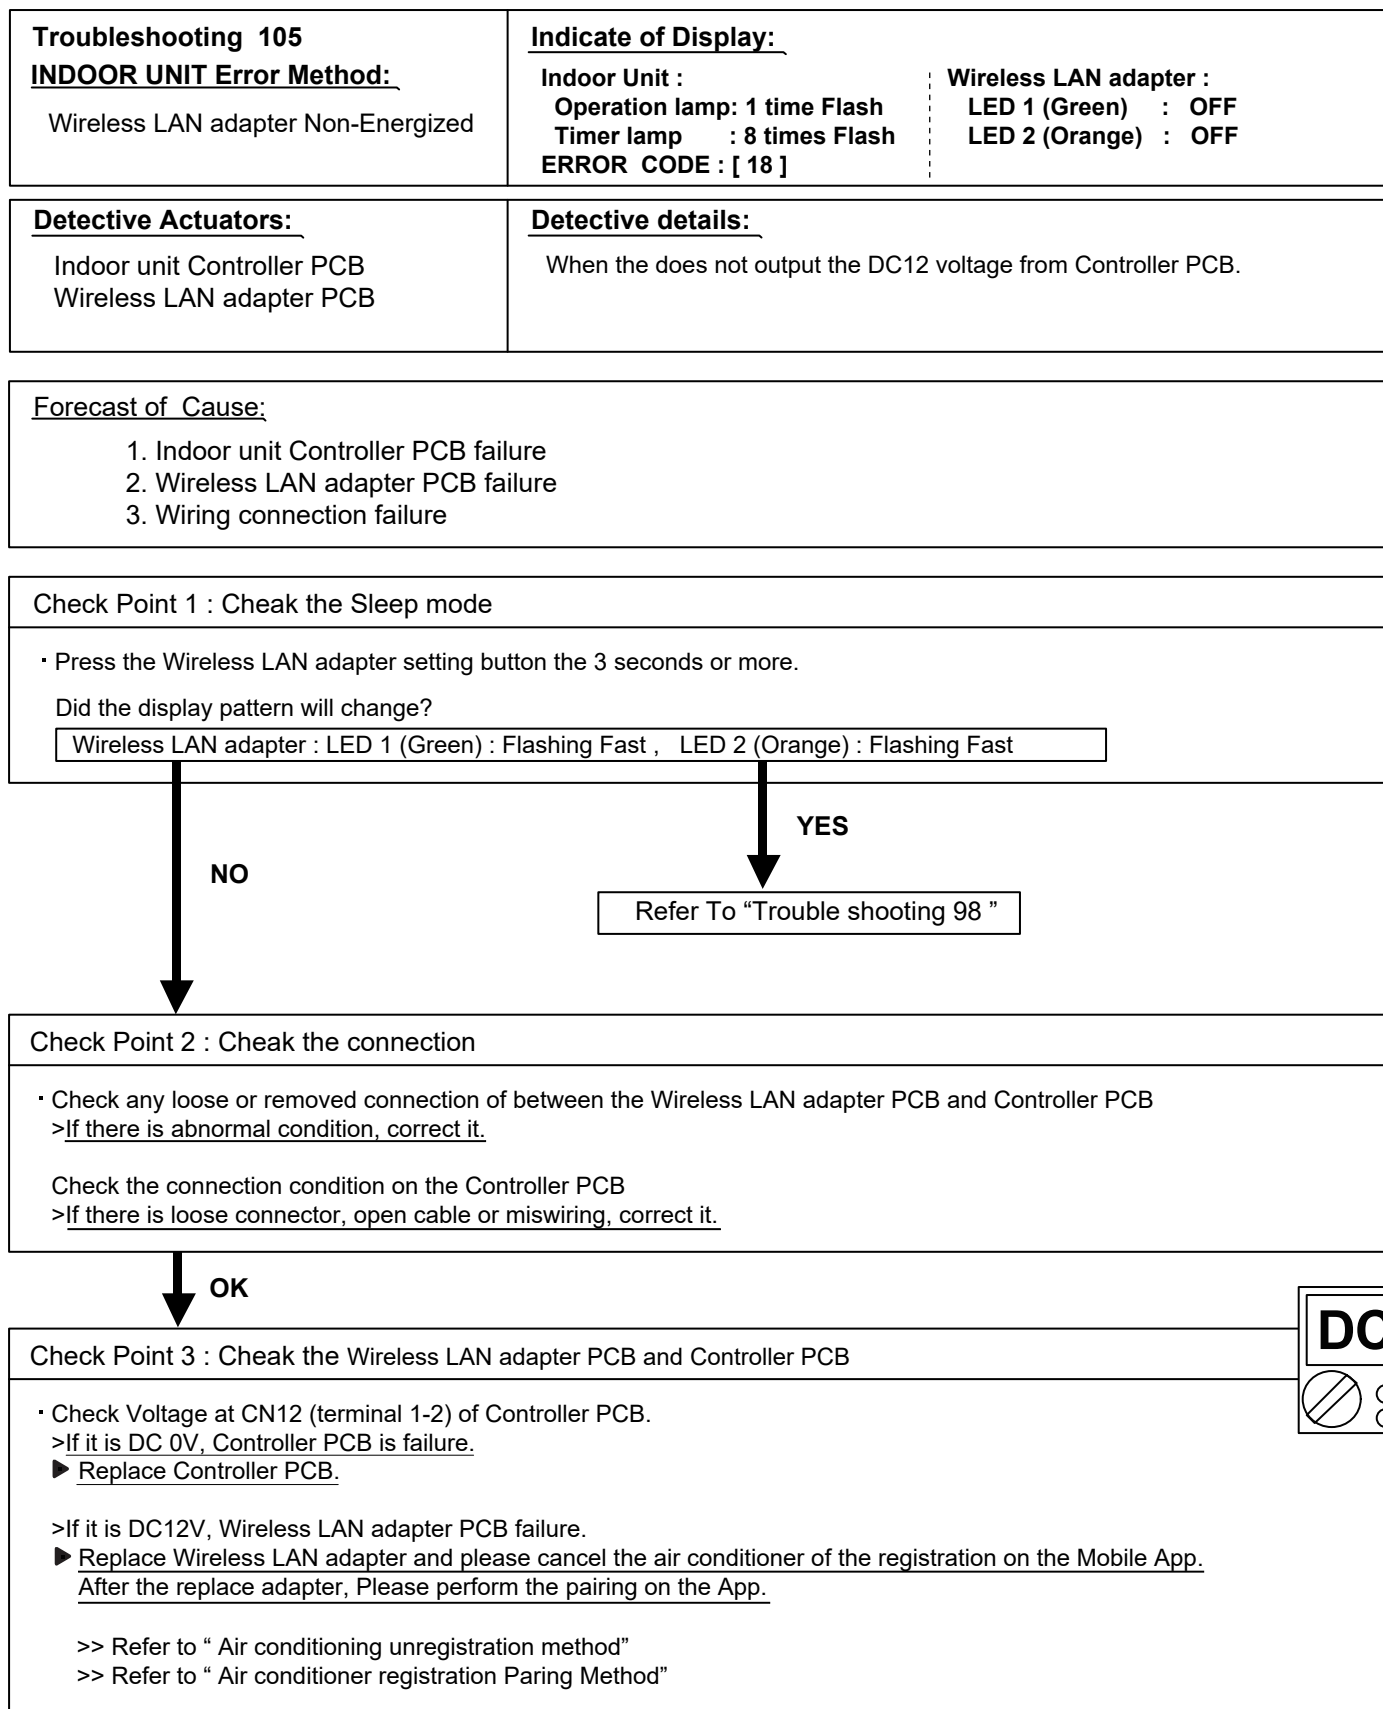 Troubleshooting  105
INDOOR UNIT Error Method:
Wireless LAN adapter Non-Energized
Indicate of Display:
Indoor Unit :
Operation lamp: 1 time Flash
Timer lamp : 8 times Flash
ERROR CODE : [ 18 ]
Wireless LAN adapter :
LED 1 (Green) : OFF
LED 2 (Orange) : OFF
Detective Actuators:
Indoor unit Controller PCB
Wireless LAN adapter PCB
Detective details:
When the does not output the DC12 voltage from Controller PCB.
Forecast of Cause:
1. Indoor unit Controller PCB failure
2. Wireless LAN adapter PCB failure
3. Wiring connection failure
Check Point 1 : Cheak the Sleep mode
· Press the Wireless LAN adapter setting button the 3 seconds or more.
Did the display pattern will change?
Wireless LAN adapter : LED 1 (Green) : Flashing Fast , LED 2 (Orange) : Flashing Fast
YES
NO
Refer To “Trouble shooting 98 ”
Check Point 2 : Cheak the connection
· Check any loose or removed connection of between the Wireless LAN adapter PCB and Controller PCB
>If there is abnormal condition, correct it.
Check the connection condition on the Controller PCB
>If there is loose connector, open cable or miswiring, correct it.
OK
DC
Check Point 3 : Cheak the Wireless LAN adapter PCB and Controller PCB
· Check Voltage at CN12 (terminal 1-2) of Controller PCB.
>If it is DC 0V, Controller PCB is failure.
▶ Replace Controller PCB.
>If it is DC12V, Wireless LAN adapter PCB failure.
▶ Replace Wireless LAN adapter and please cancel the air conditioner of the registration on the Mobile App.
After the replace adapter, Please perform the pairing on the App.
>> Refer to “ Air conditioning unregistration method”
>> Refer to “ Air conditioner registration Paring Method”